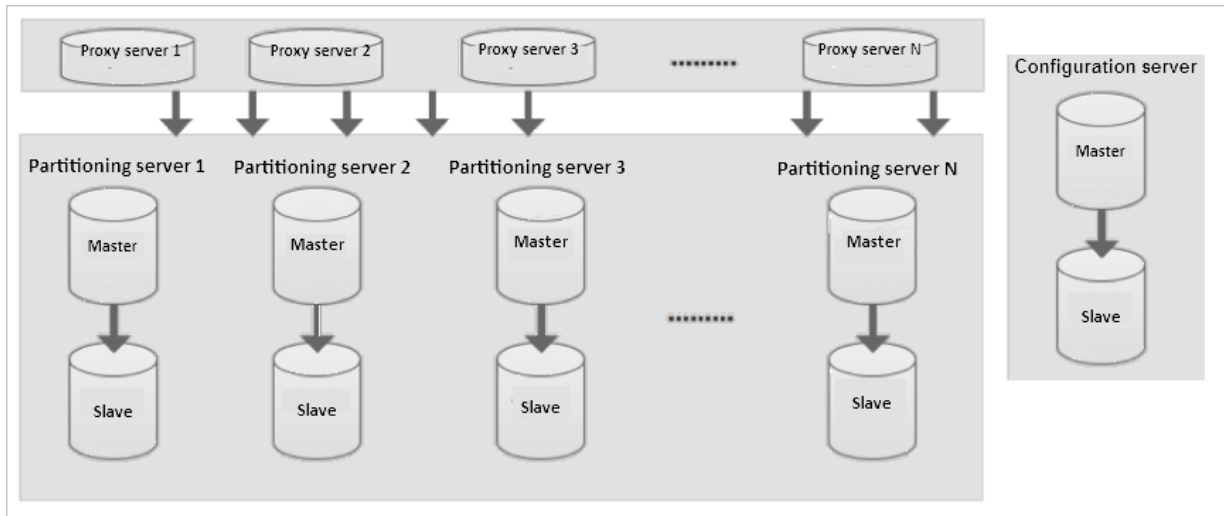 Proxy server 1
Proxy server 2
Proxy server 3
.........
Proxy server N
Configuration server
Master
Slave
Partitioning server 1
Partitioning server 2
Partitioning server 3
Partitioning server N
Master
Master
Master
Master
.........
Slave
Slave
Slave
Slave